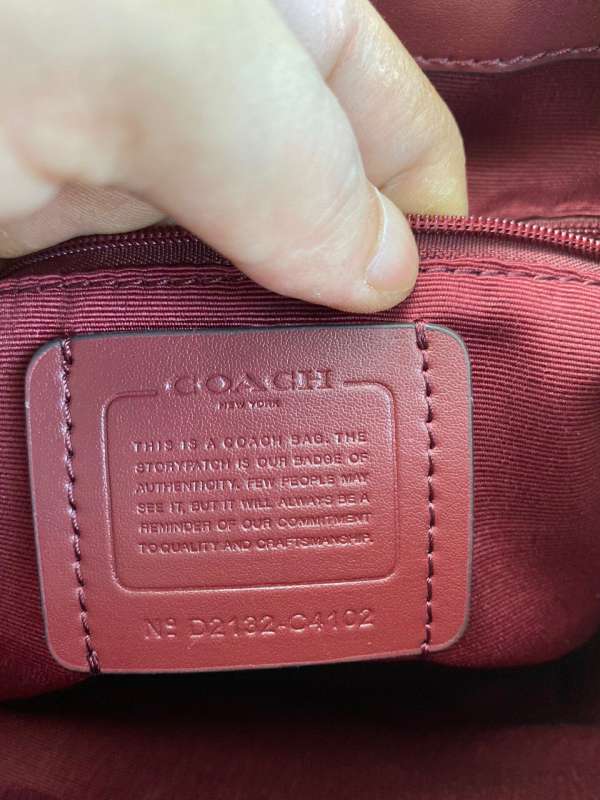 COACH
NEW YORK
THIS IS A COACH BAG. THE
STORYPATCH IS OUR BADGE OF
AUTHENTICITY. FEW PEOPLE MAY
SEE IT, BUT IT WILL ALWAYS BE A
REMINDER OF OUR COMMITMENT
TO QUALITY AND CRAFTSMANSHIP.
Nº D2132-C4102